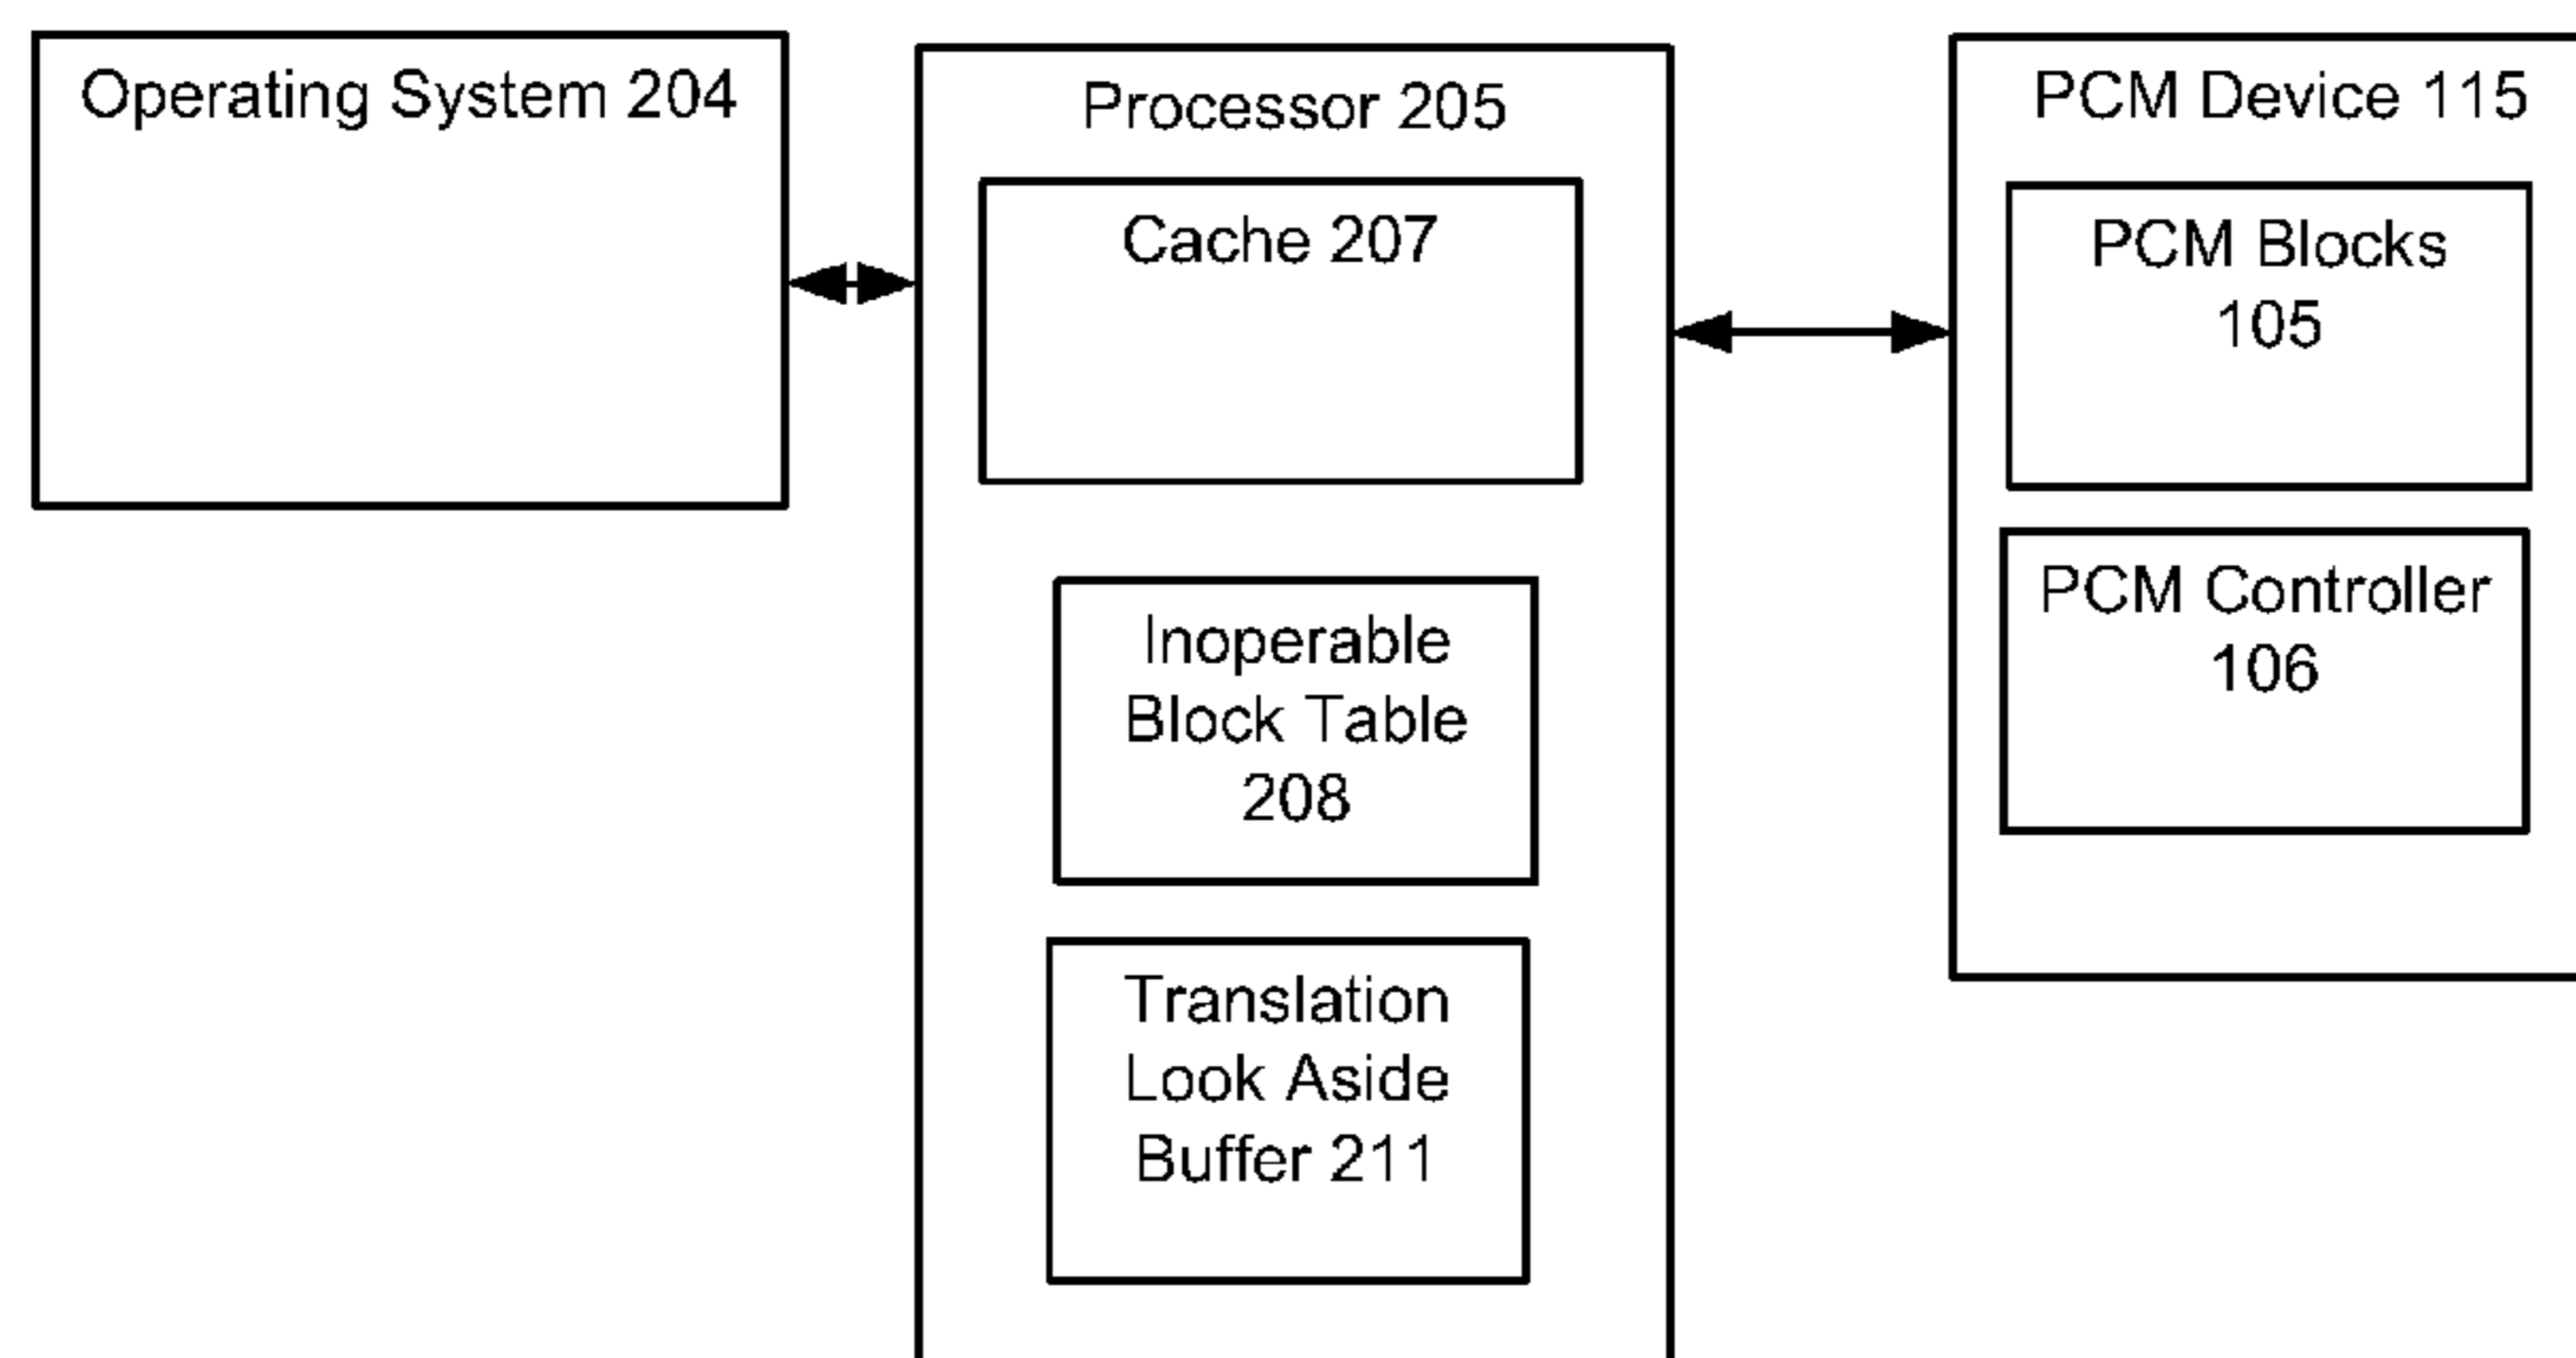 Operating System 204
Processor 205
Cache 207
Inoperable
Block Table
208
Translation
Look Aside
Buffer 211
PCM Device 115
PCM Blocks
105
PCM Controller
106